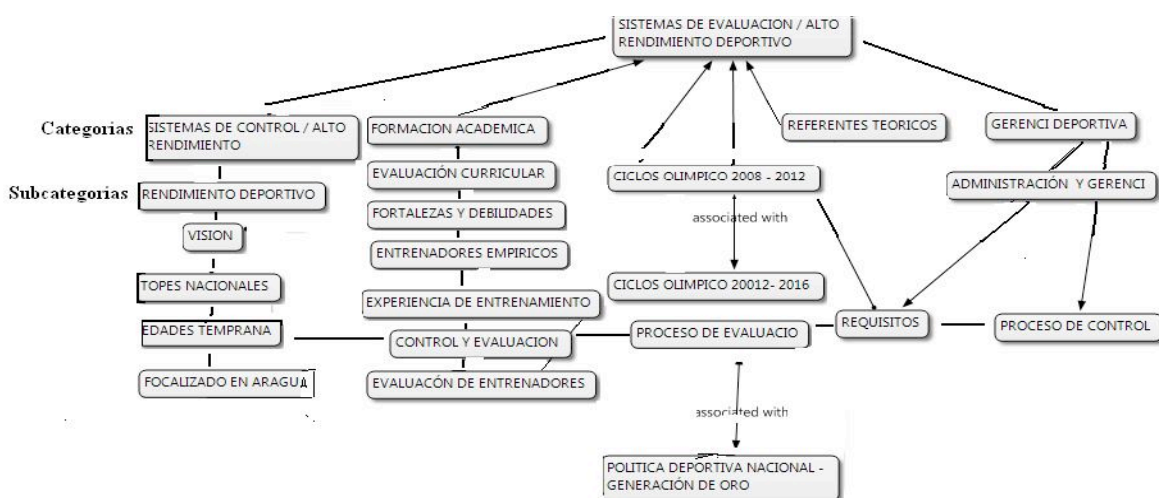 SISTEMAS DE EVALUACION / ALTO
RENDIMIENTO DEPORTIVO
Categorias
SISTEMAS DE CONTROL / ALTO
RENDIMIENTO
FORMACION ACADEMICA
REFERENTES TEORICOS
GERENCI DEPORTIVA
Subcategorias
RENDIMIENTO DEPORTIVO
EVALUACIÓN CURRICULAR
CICLOS OLIMPICO 2008 - 2012
ADMINISTRACIÓN Y GERENCI
FORTALEZAS Y DEBILIDADES
associated with
VISION
ENTRENADORES EMPIRICOS
TOPES NACIONALES
CICLOS OLIMPICO 20012- 2016
EXPERIENCIA DE ENTRENAMIENTO
EDADES TEMPRANA
CONTROL Y EVALUACION
PROCESO DE EVALUACIO
REQUISITOS
PROCESO DE CONTROL
FOCALIZADO EN ARAGUA
EVALUACÓN DE ENTRENADORES
associated with
POLITICA DEPORTIVA NACIONAL -
GENERACIÓN DE ORO